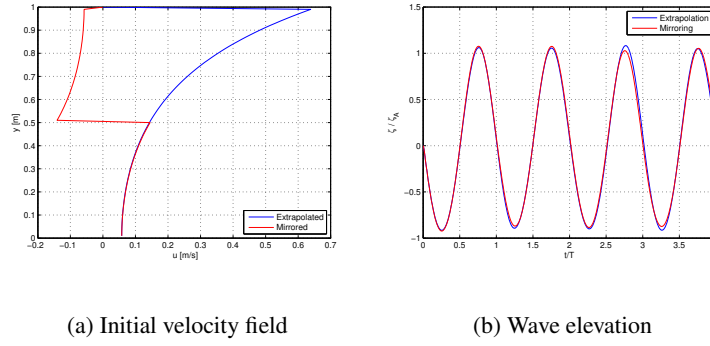 1
0.9
0.8
0.7
0.6
0.5
0.4
0.3
0.2
0.1
0
y [m]
−0.2 −0.1 0 0.1 0.2 0.3 0.4 0.5 0.6 0.7
u [m/s]
Extrapolated
Mirrored
(a) Initial velocity field
1.5
1
0.5
0
−0.5
−1
ζ / ζA
0 0.5 1 1.5 2 2.5 3 3.5
t/T
Extrapolation
Mirroring
(b) Wave elevation